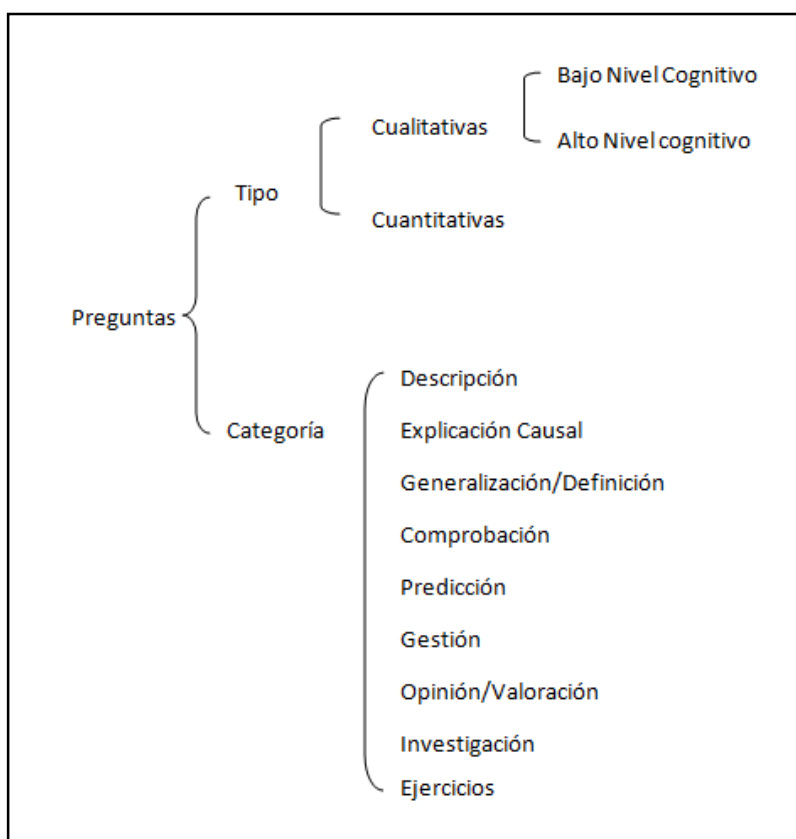 Bajo Nivel Cognitivo
Cualitativas
Alto Nivel cognitivo
Tipo
Cuantitativas
Preguntas
Descripción
Categoría
Explicación Causal
Generalización/Definición
Comprobación
Predicción
Gestión
Opinión/Valoración
Investigación
Ejercicios